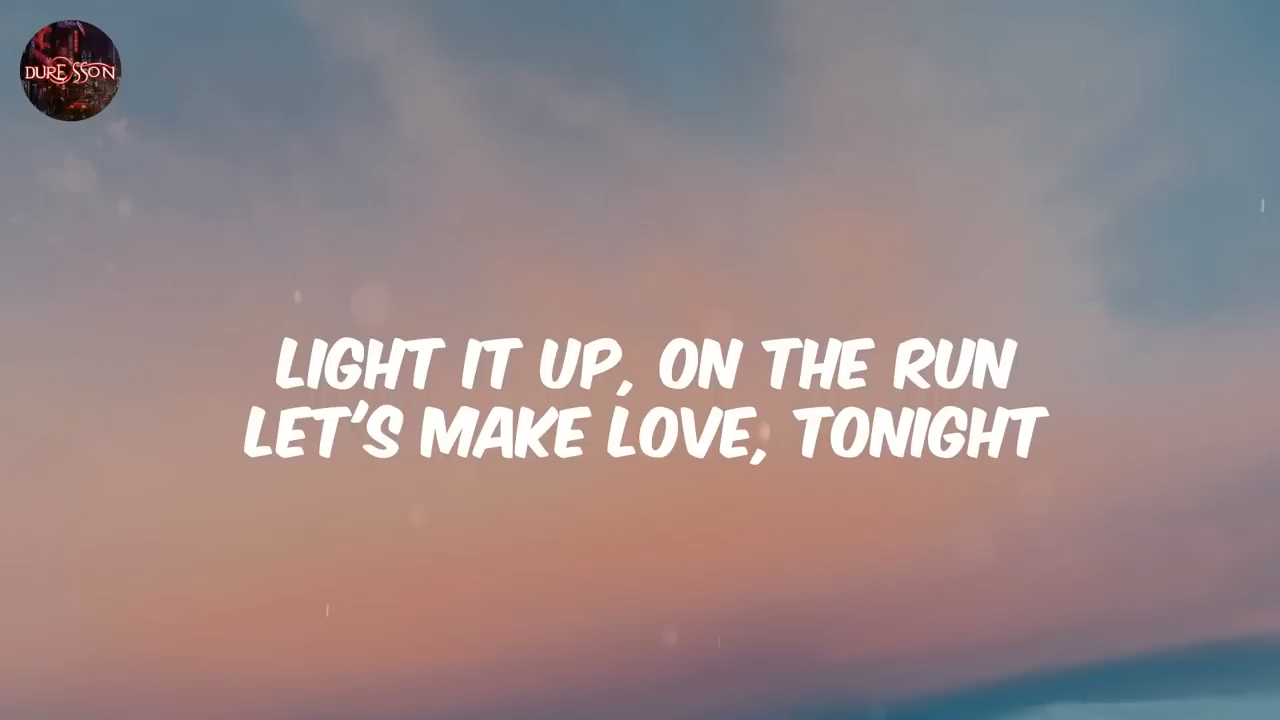 DURESSON
LIGHT IT UP, ON THE RUN
LET'S MAKE LOVE, TONIGHT